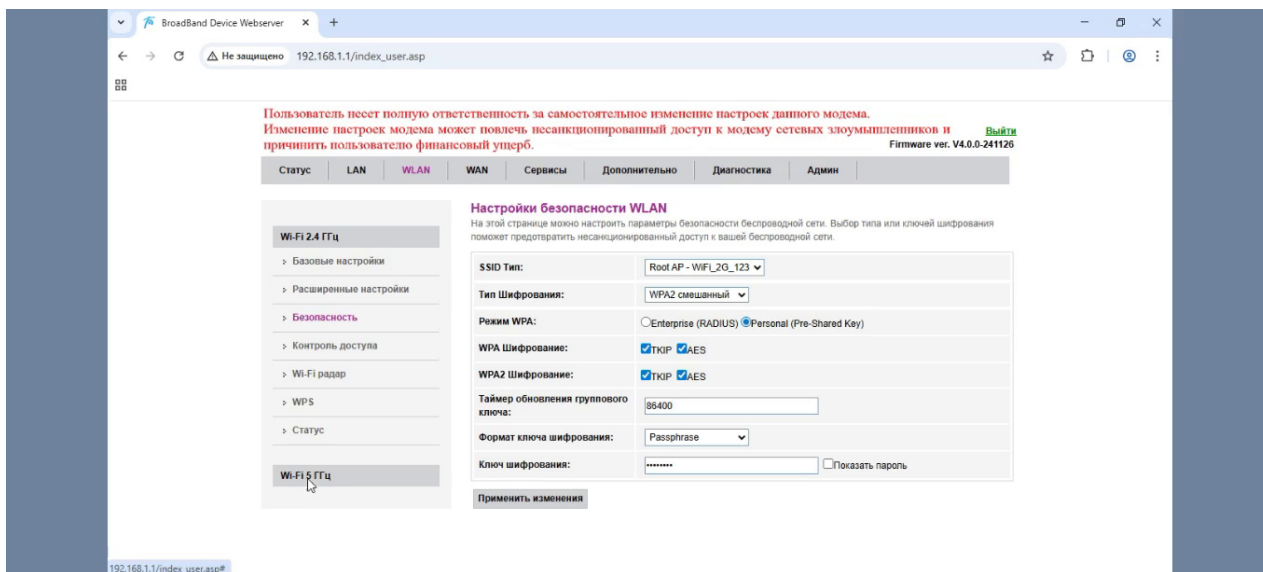 BroadBand Device Webserver
Не защищено 192.168.1.1/index_user.asp
Пользователь несет полную ответственность за самостоятельное изменение настроек данного модема.
Изменение настроек модема может повлечь несанкционированный доступ к модему сетевых злоумышленников и
причинить пользователю финансовый ущерб.
Выйти
Firmware ver. V4.0.0-241126
Статус LAN WLAN WAN Сервисы Дополнительно Диагностика Админ
Wi-Fi 2.4 ГГц
Базовые настройки
Расширенные настройки
Безопасность
Контроль доступа
Wi-Fi радар
WPS
Статус
Wi-Fi 5 ГГц
Настройки безопасности WLAN
На этой странице можно настроить параметры безопасности беспроводной сети. Выбор типа или ключей шифрования
поможет предотвратить несанкционированный доступ к вашей беспроводной сети.
SSID Тип: Root AP - WiFi_2G_123
Тип Шифрования: WPA2 смешанный
Режим WPA: Enterprise (RADIUS) Personal (Pre-Shared Key)
WPA Шифрование: TKIP AES
WPA2 Шифрование: TKIP AES
Таймер обновления группового
ключа: 86400
Формат ключа шифрования: Passphrase
Ключ шифрования: •••••••• Показать пароль
Применить изменения
192.168.1.1/index_user.asp#